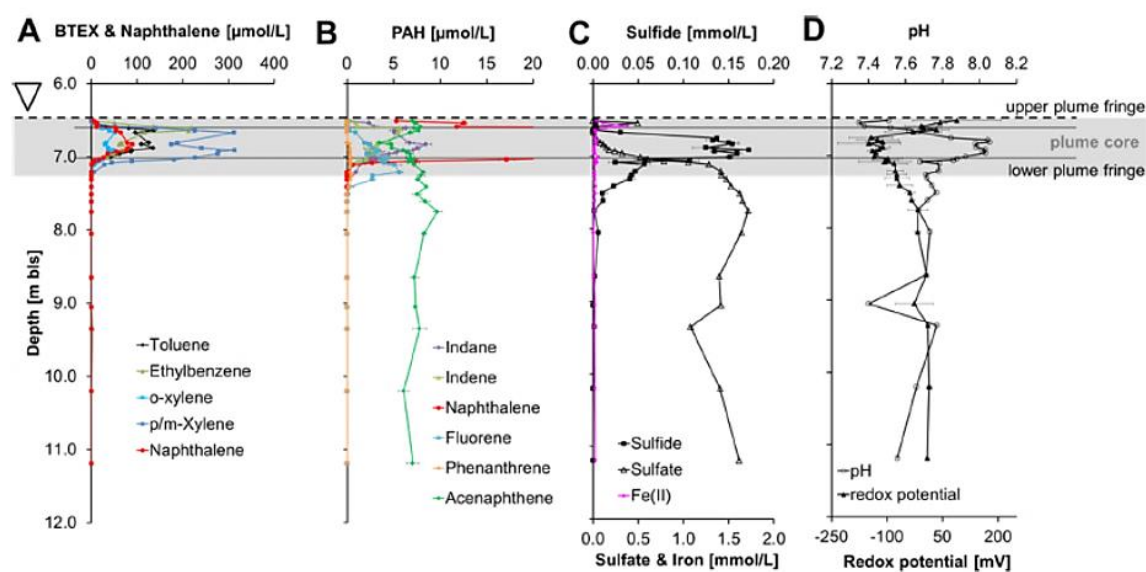 A BTEX & Naphthalene [µmol/L]
0 100 200 300 400
B PAH [µmol/L]
0 5 10 15 20
C Sulfide [mmol/L]
0.00 0.05 0.10 0.15 0.20
D pH
7.2 7.4 7.6 7.8 8.0 8.2
Depth [m bls]
6.0
7.0
8.0
9.0
10.0
11.0
12.0
upper plume fringe
plume core
lower plume fringe
Toluene
Ethylbenzene
o-xylene
p/m-Xylene
Naphthalene
Indane
Indene
Naphthalene
Fluorene
Phenanthrene
Acenaphthene
Sulfide
Sulfate
Fe(II)
0.0 0.5 1.0 1.5 2.0
Sulfate & Iron [mmol/L]
pH
redox potential
-250 -100 50 200
Redox potential [mV]